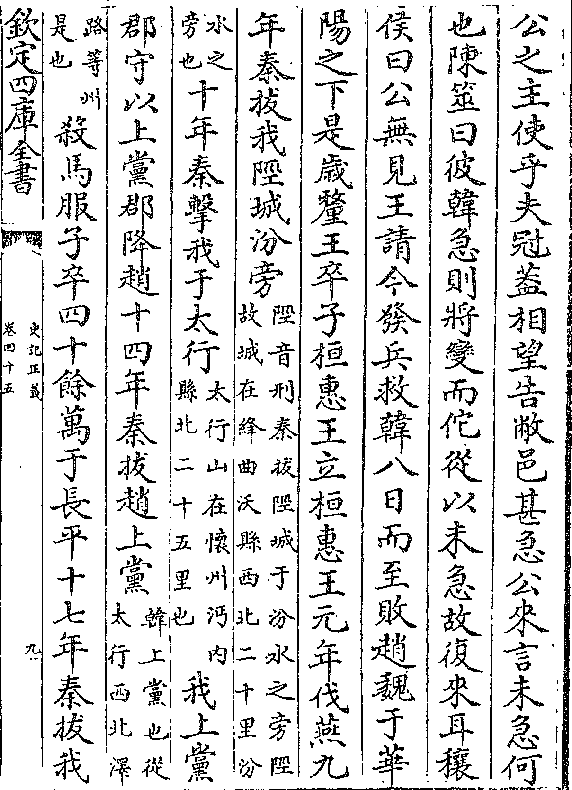 公之主使乎夫冠蓋相望告敝邑甚急公來言未急何
也陳筮曰彼韓急則將變而佗從以未急故復來耳穰
侯曰公無見王請今發兵救韓八日而至敗趙魏于華
陽之下是歳釐王卒子桓惠王立桓惠王元年伐燕九
年秦拔我陘城汾旁
陘音刑秦拔陘城于汾水之旁陘
故城在絳曲沃縣西北二十里汾
水之
旁也
十年秦擊我于太行
太行山在懷州沔内
縣北二十五里也
我上黨
郡守以上黨郡降趙十四年秦拔趙上黨
韓上黨也從
太行西北澤
路等州
是也
殺馬服子卒四十餘萬于長平十七年秦拔我
欽定四庫全書
史記正義
卷四十五
九